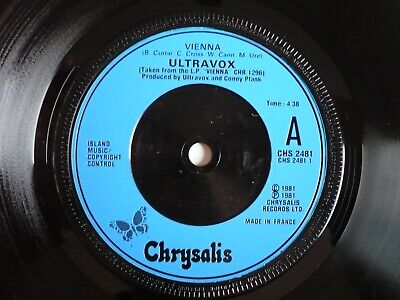 VIENNA
(B. Currie - C. Cross - W. Cann - M. Ure)
ULTRAVOX
(Taken from the L.P. "VIENNA" CHR 1296)
Produced by Ultravox and Conny Plank
Time : 4.38
A
CHS 2481
CHS 2481 1
ISLAND
MUSIC/
COPYRIGHT
CONTROL
© 1981
℗ 1981
CHRYSALIS
RECORDS LTD.
MADE IN FRANCE
Chrysalis